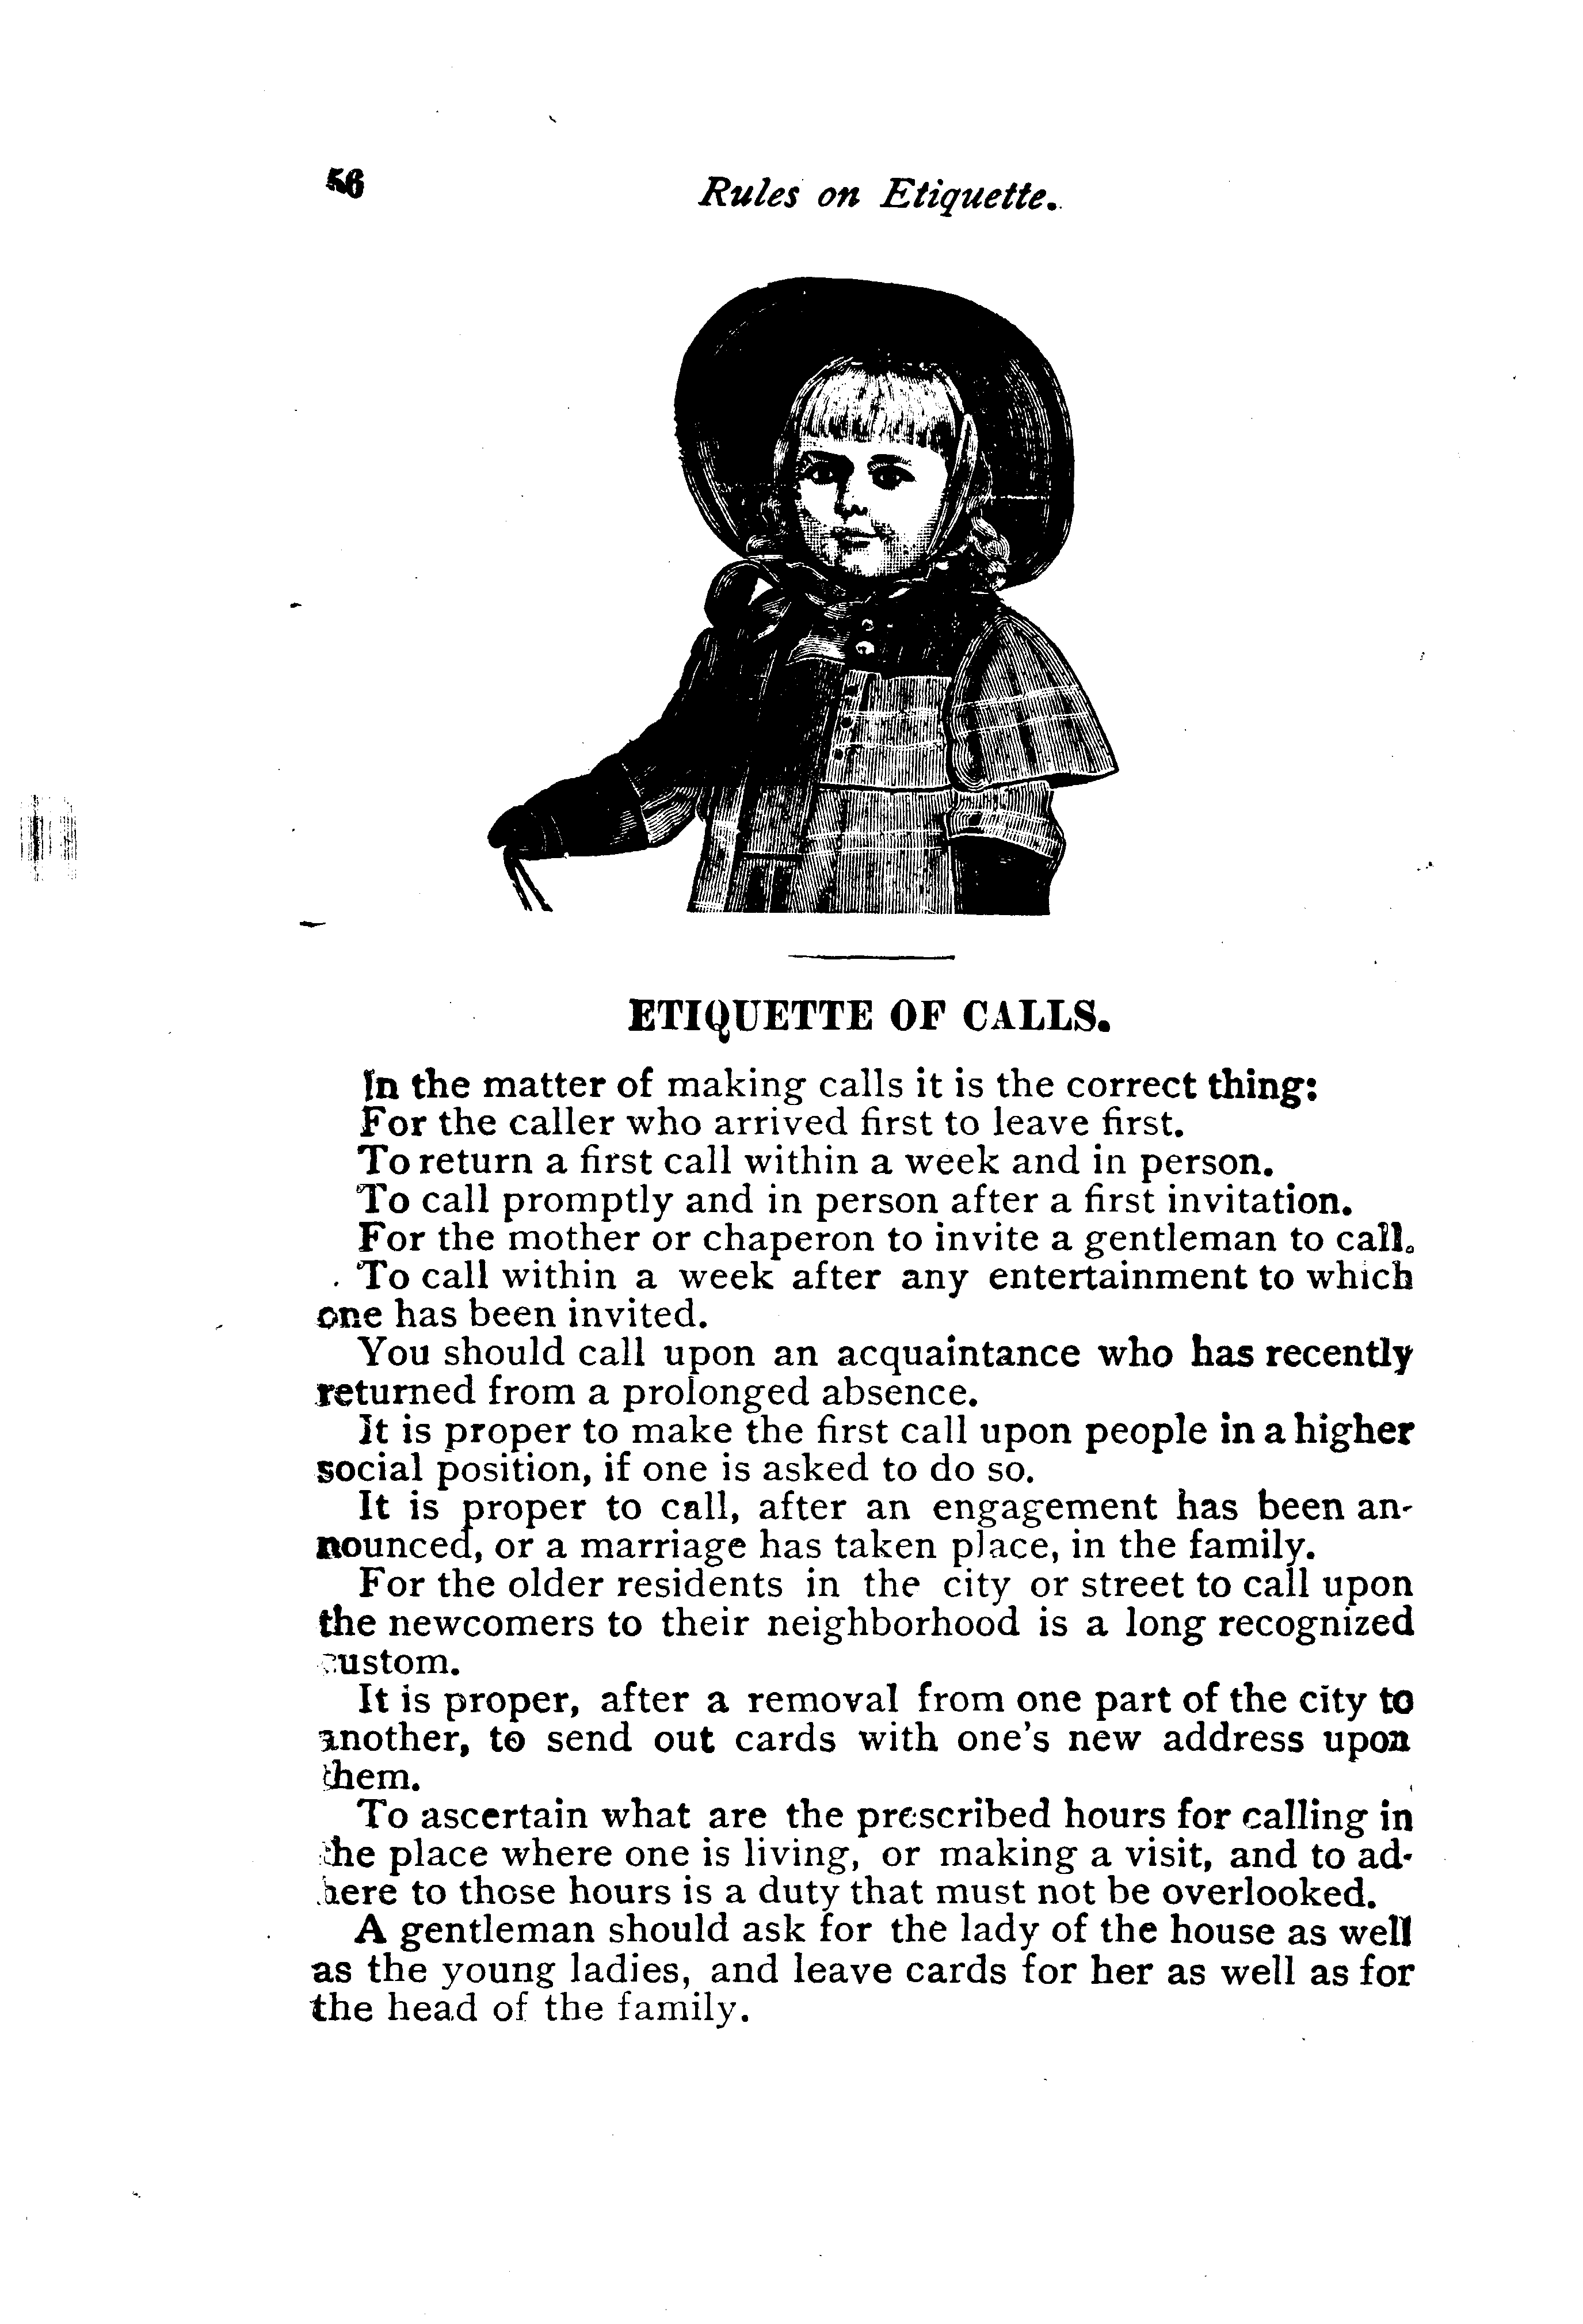 56
Rules on Etiquette.
ETIQUETTE OF CALLS.
In the matter of making calls it is the correct thing:
For the caller who arrived first to leave first.
To return a first call within a week and in person.
To call promptly and in person after a first invitation.
For the mother or chaperon to invite a gentleman to call.
To call within a week after any entertainment to which
one has been invited.
You should call upon an acquaintance who has recently
returned from a prolonged absence.
It is proper to make the first call upon people in a higher
social position, if one is asked to do so.
It is proper to call, after an engagement has been an-
nounced, or a marriage has taken place, in the family.
For the older residents in the city or street to call upon
the newcomers to their neighborhood is a long recognized
custom.
It is proper, after a removal from one part of the city to
another, to send out cards with one's new address upon
them.
To ascertain what are the prescribed hours for calling in
the place where one is living, or making a visit, and to ad-
here to those hours is a duty that must not be overlooked.
A gentleman should ask for the lady of the house as well
as the young ladies, and leave cards for her as well as for
the head of the family.